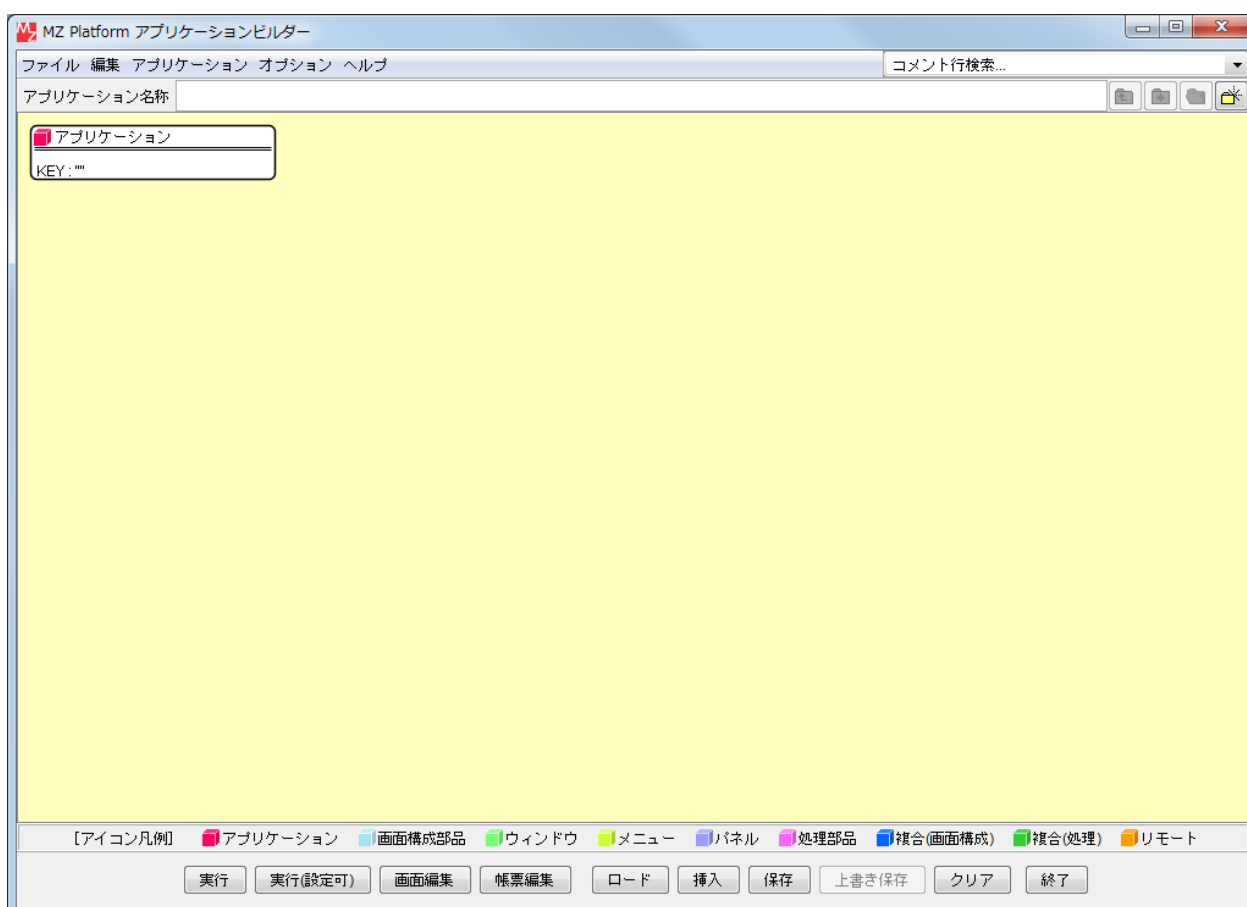 MZ Platform アプリケーションビルダー
ファイル 編集 アプリケーション オプション ヘルプ コメント行検索...
アプリケーション名称
アプリケーション
KEY : ""
[アイコン凡例] アプリケーション 画面構成部品 ウィンドウ メニュー パネル 処理部品 複合(画面構成) 複合(処理) リモート
実行 実行(設定可) 画面編集 帳票編集 ロード 挿入 保存 上書き保存 クリア 終了